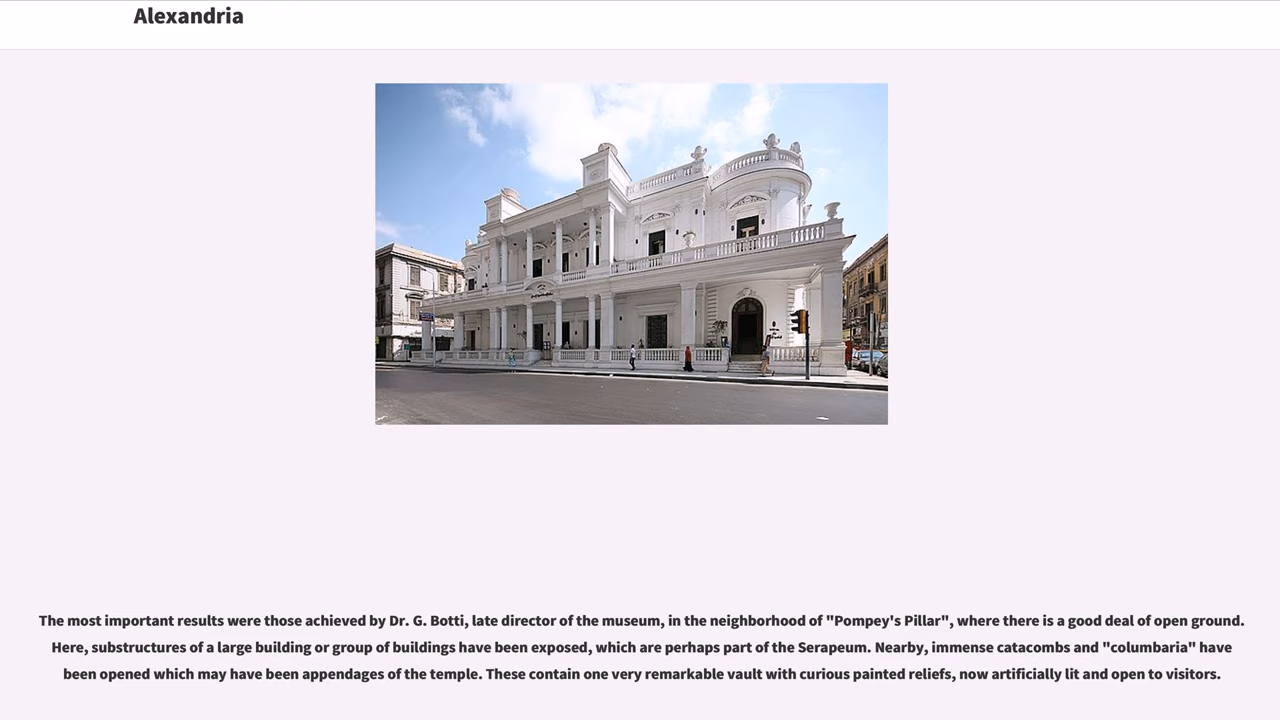 Alexandria
The most important results were those achieved by Dr. G. Botti, late director of the museum, in the neighborhood of "Pompey's Pillar", where there is a good deal of open ground.
Here, substructures of a large building or group of buildings have been exposed, which are perhaps part of the Serapeum. Nearby, immense catacombs and "columbaria" have
been opened which may have been appendages of the temple. These contain one very remarkable vault with curious painted reliefs, now artificially lit and open to visitors.